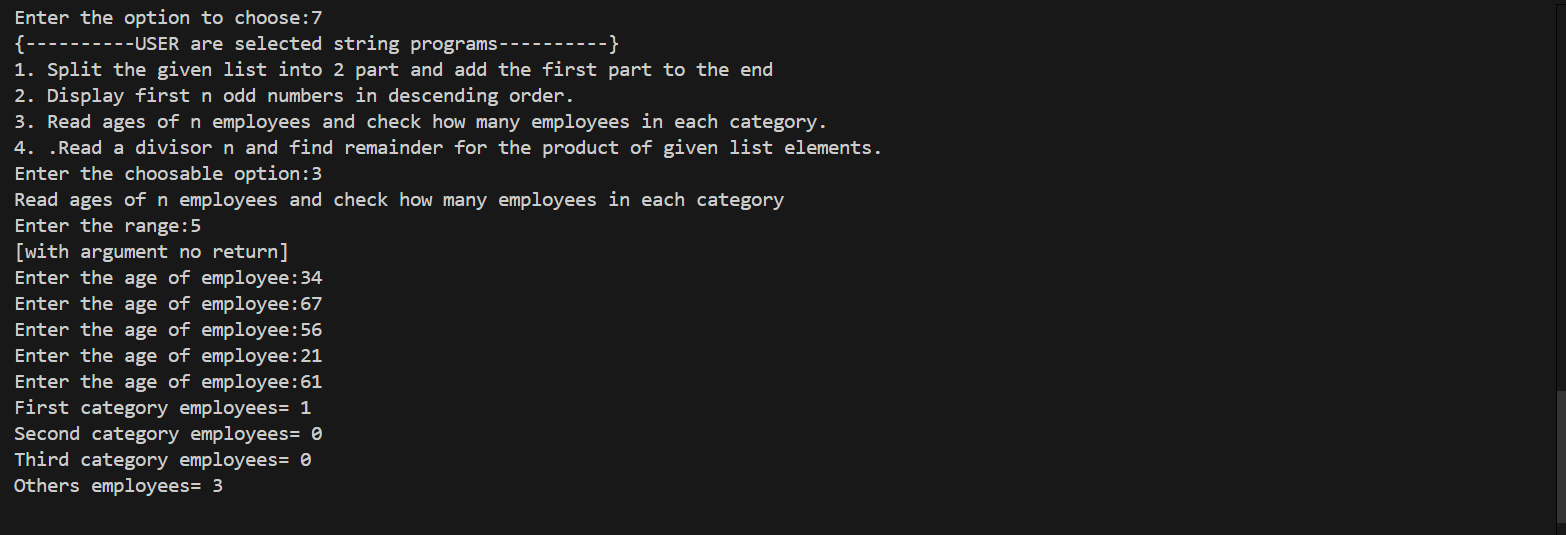 Enter the option to choose:7
{----------USER are selected string programs----------}
1. Split the given list into 2 part and add the first part to the end
2. Display first n odd numbers in descending order.
3. Read ages of n employees and check how many employees in each category.
4. .Read a divisor n and find remainder for the product of given list elements.
Enter the choosable option:3
Read ages of n employees and check how many employees in each category
Enter the range:5
[with argument no return]
Enter the age of employee:34
Enter the age of employee:67
Enter the age of employee:56
Enter the age of employee:21
Enter the age of employee:61
First category employees= 1
Second category employees= 0
Third category employees= 0
Others employees= 3